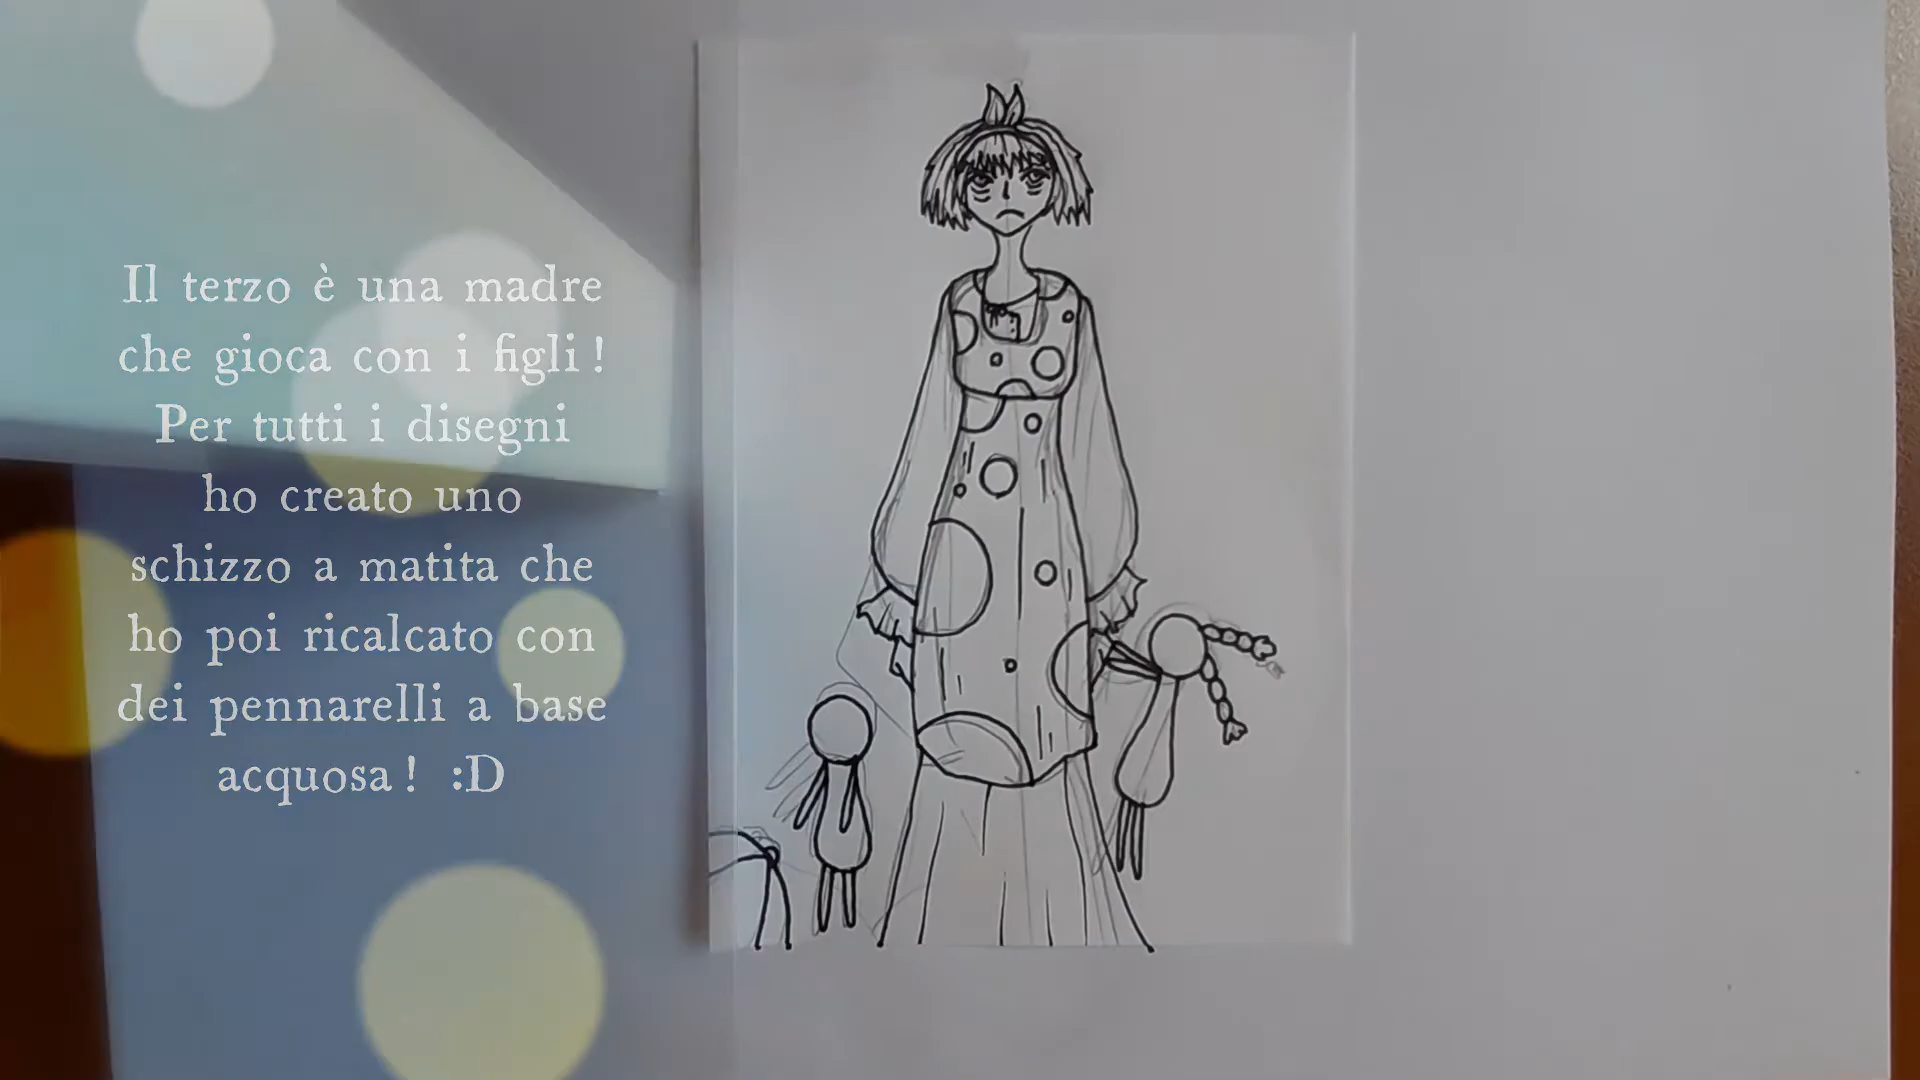 Il terzo è una madre
che gioca con i figli!
Per tutti i disegni
ho creato uno
schizzo a matita che
ho poi ricalcato con
dei pennarelli a base
acquosa! :D